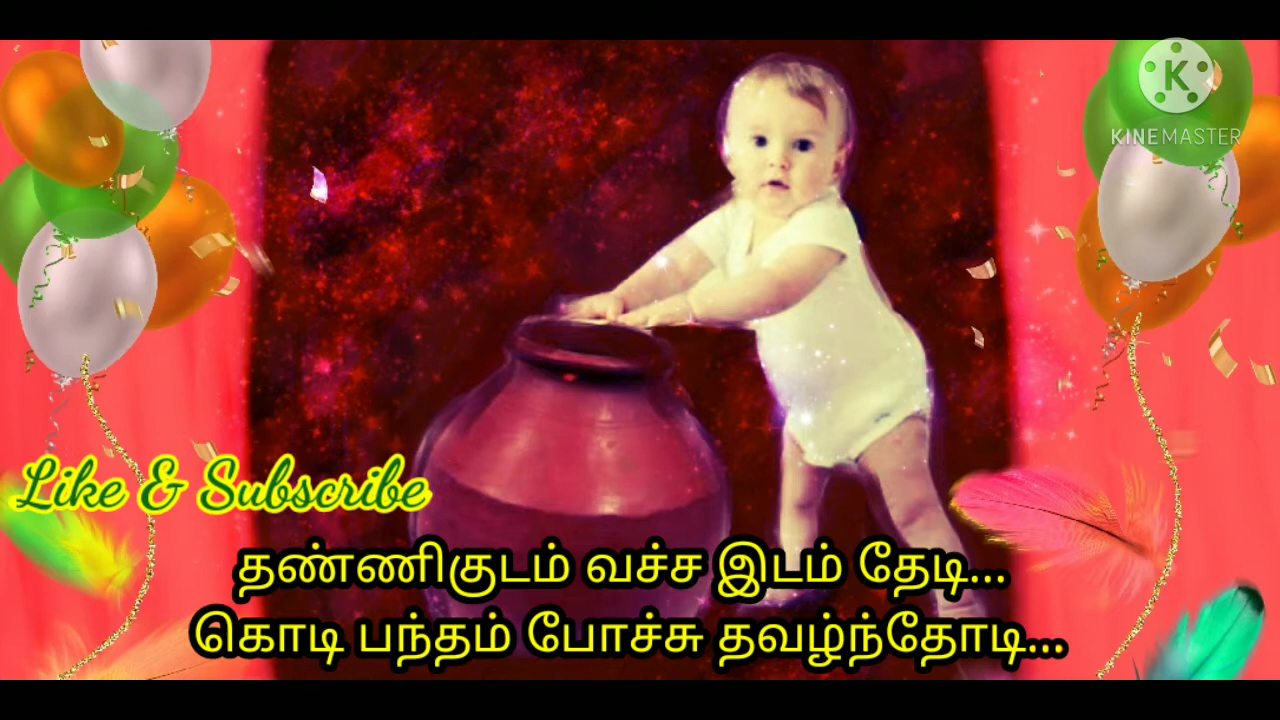 K
KINEMASTER
Like & Subscribe
தண்ணிகுடம் வச்ச இடம் தேடி...
கொடி பந்தம் போச்சு தவழ்ந்தோடி...